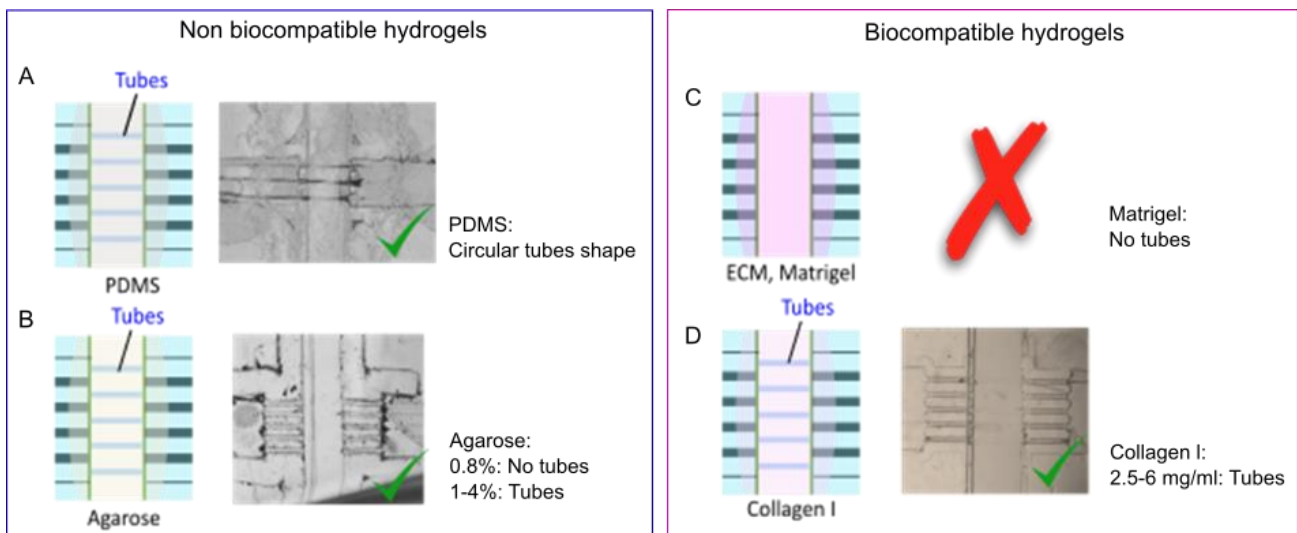 Non biocompatible hydrogels
A
Tubes
PDMS
PDMS:
Circular tubes shape
B
Tubes
Agarose
Agarose:
0.8%: No tubes
1-4%: Tubes
Biocompatible hydrogels
C
ECM, Matrigel
Matrigel:
No tubes
D
Tubes
Collagen I
Collagen I:
2.5-6 mg/ml: Tubes